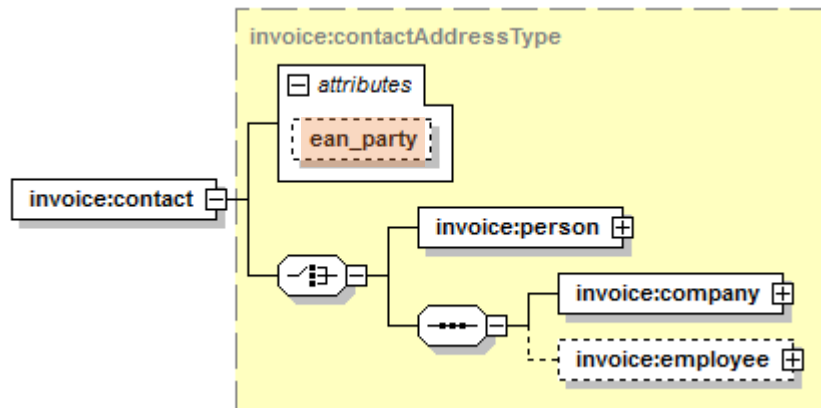 invoice:contactAddressType
attributes
ean_party
invoice:contact
invoice:person
invoice:company
invoice:employee